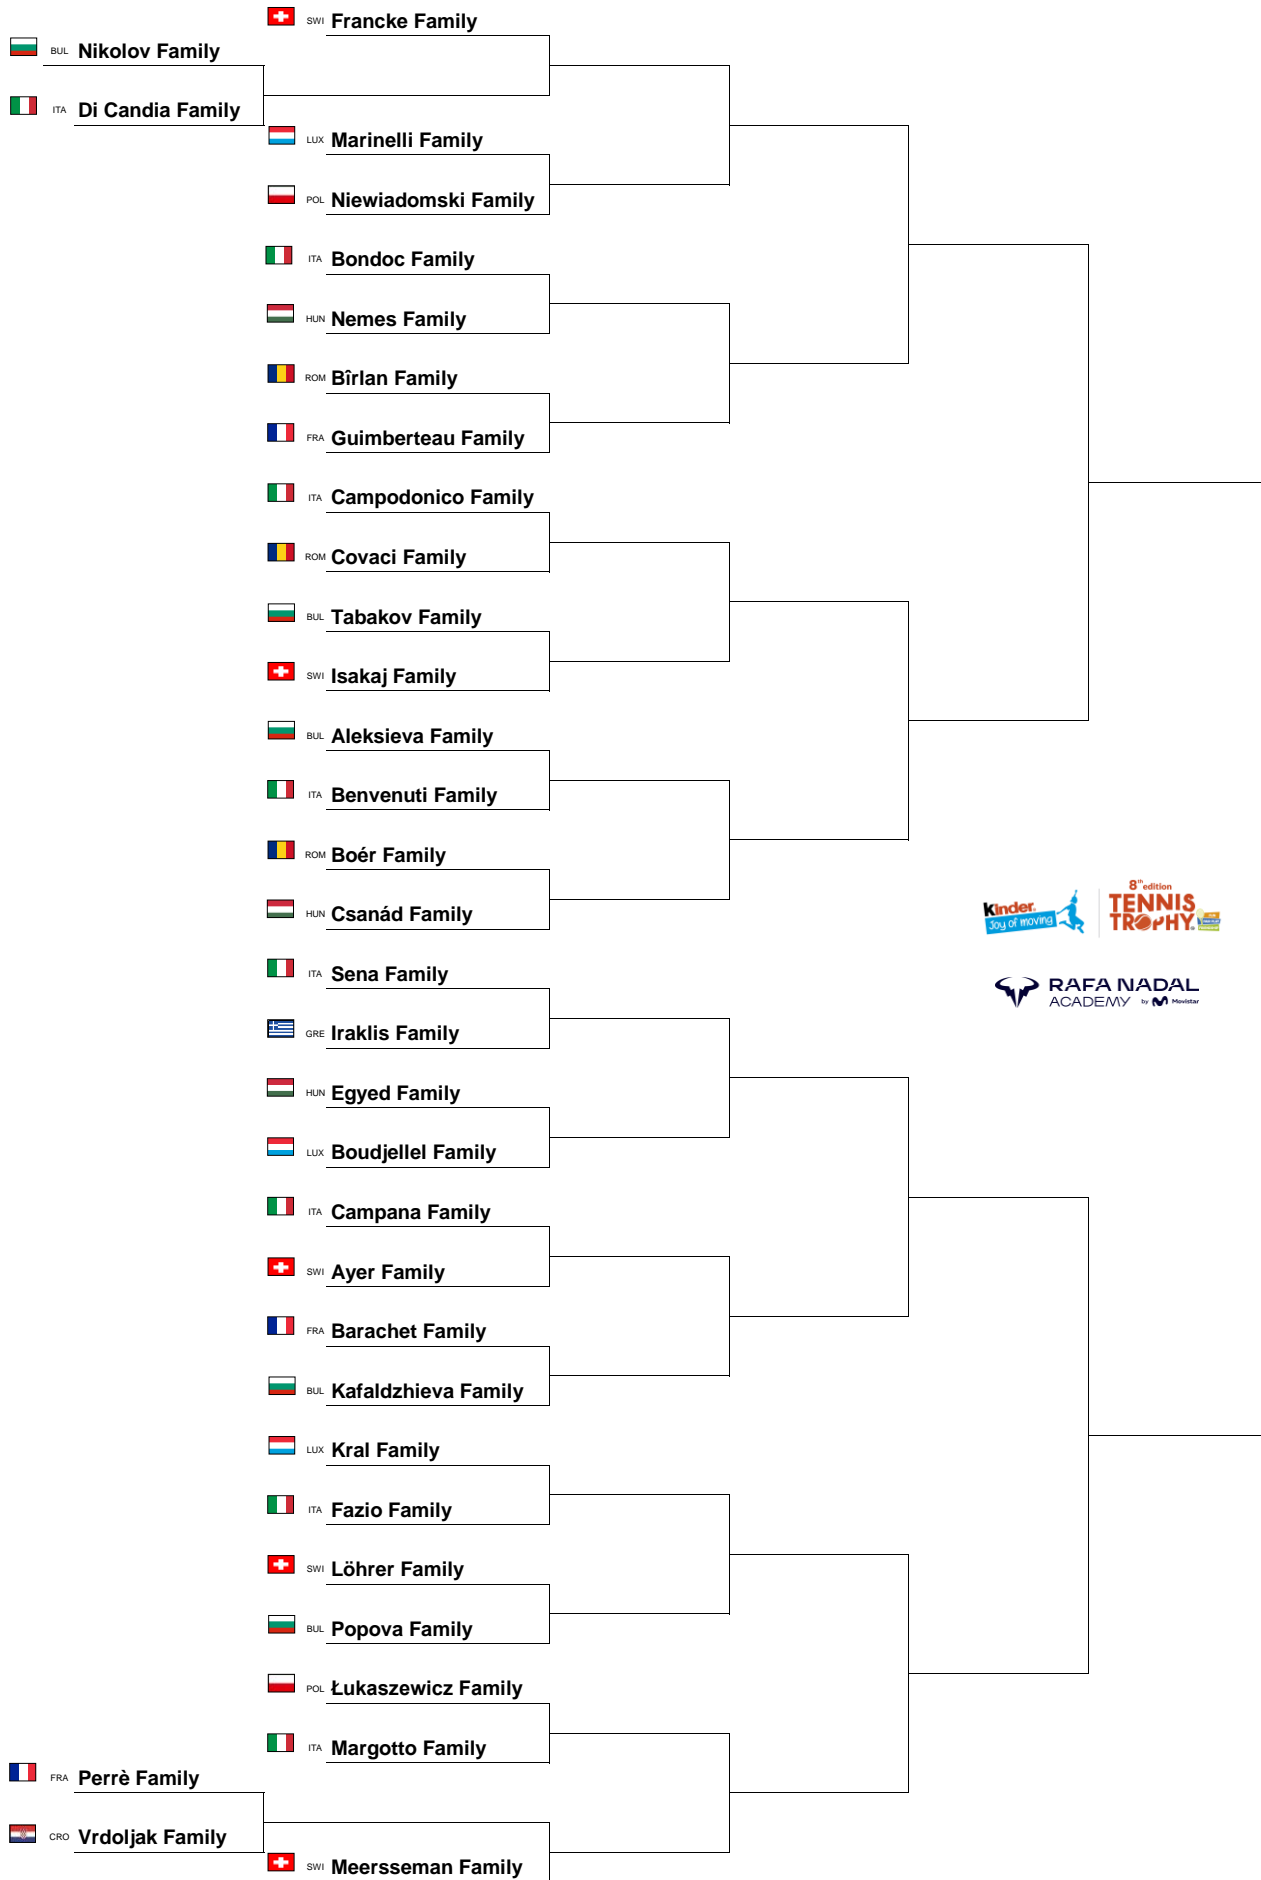 SWI Francke Family
BUL Nikolov Family
ITA Di Candia Family
LUX Marinelli Family
POL Niewiadomski Family
ITA Bondoc Family
HUN Nemes Family
ROM Bîrlan Family
FRA Guimberteau Family
ITA Campodonico Family
ROM Covaci Family
BUL Tabakov Family
SWI Isakaj Family
BUL Aleksieva Family
ITA Benvenuti Family
ROM Boér Family
HUN Csanád Family
8th edition
Kinder
Joy of moving
TENNIS
TROPHY
ITA Sena Family
RAFA NADAL
ACADEMY by Movistar
GRE Iraklis Family
HUN Egyed Family
LUX Boudjellel Family
ITA Campana Family
SWI Ayer Family
FRA Barachet Family
BUL Kafaldzhieva Family
LUX Kral Family
ITA Fazio Family
SWI Löhrer Family
BUL Popova Family
POL Łukaszewicz Family
ITA Margotto Family
FRA Perrè Family
CRO Vrdoljak Family
SWI Meersseman Family